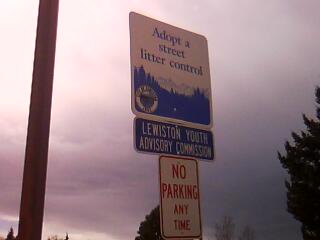 Adopt a
street
litter control
LEWISTON YOUTH
ADVISORY COMMISSION
NO
PARKING
ANY
TIME